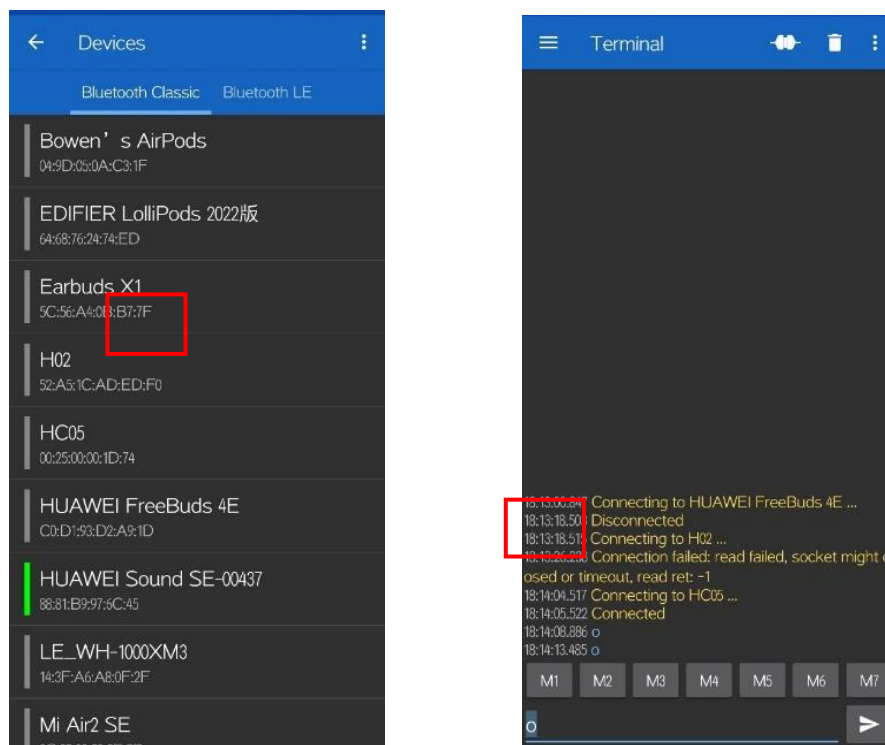 Devices
Bluetooth Classic Bluetooth LE
Bowen's AirPods
04:9D:05:0A:C3:1F
EDIFIER LolliPods 2022版
64:68:76:24:74:ED
Earbuds X1
5C:56:A4:0B:B7:7F
H02
52:A5:1C:AD:ED:F0
HC05
00:25:00:00:1D:74
HUAWEI FreeBuds 4E
C0:D1:93:D2:A9:1D
HUAWEI Sound SE-00437
88:81:B9:97:6C:45
LE_WH-1000XM3
14:3F:A6:A8:0F:2F
Mi Air2 SE
Terminal
18:13:00.847 Connecting to HUAWEI FreeBuds 4E ...
18:13:18.503 Disconnected
18:13:18.515 Connecting to H02 ...
Connection failed: read failed, socket might
osed or timeout, read ret: -1
18:14:04.517 Connecting to HC05 ...
18:14:05.522 Connected
18:14:08.886 o
18:14:13.485 o
M1 M2 M3 M4 M5 M6 M7
o